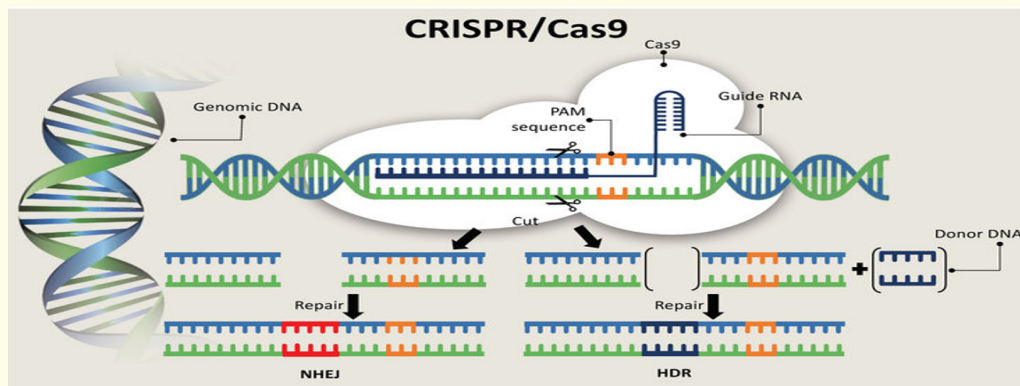 CRISPR/Cas9
Cas9
Genomic DNA
PAM
sequence
Guide RNA
Cut
Donor DNA
Repair
Repair
NHEJ
HDR